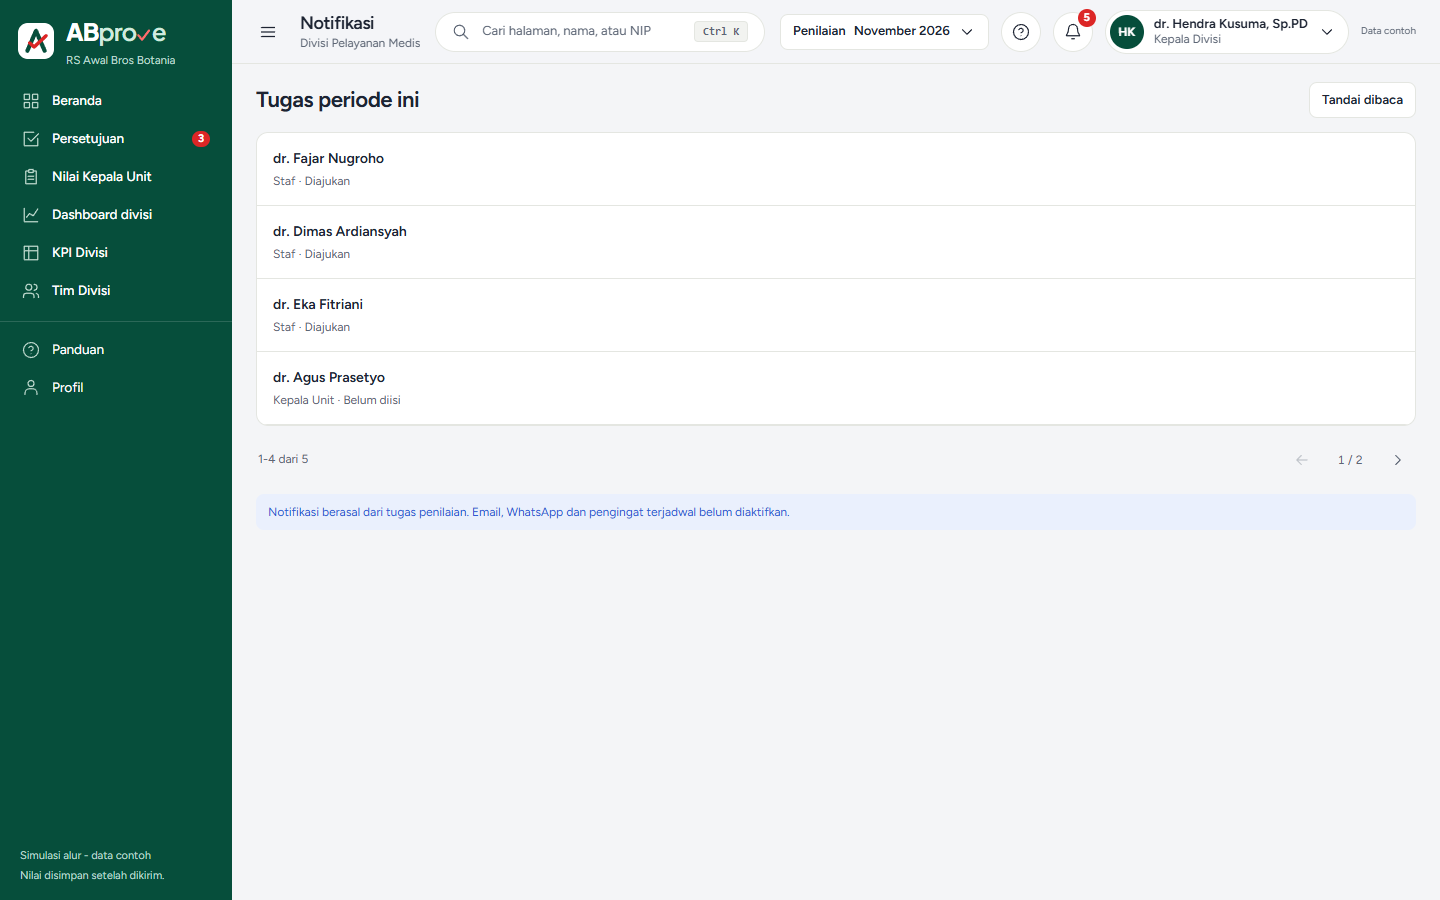 ABprove
RS Awal Bros Botania
Beranda
Persetujuan 3
Nilai Kepala Unit
Dashboard divisi
KPI Divisi
Tim Divisi
Panduan
Profil
Simulasi alur - data contoh
Nilai disimpan setelah dikirim.
Notifikasi
Divisi Pelayanan Medis
Cari halaman, nama, atau NIP Ctrl K
Penilaian November 2026
5
HK
dr. Hendra Kusuma, Sp.PD
Kepala Divisi
Data contoh
Tugas periode ini
Tandai dibaca
dr. Fajar Nugroho
Staf · Diajukan
dr. Dimas Ardiansyah
Staf · Diajukan
dr. Eka Fitriani
Staf · Diajukan
dr. Agus Prasetyo
Kepala Unit · Belum diisi
1-4 dari 5
1 / 2
Notifikasi berasal dari tugas penilaian. Email, WhatsApp dan pengingat terjadwal belum diaktifkan.